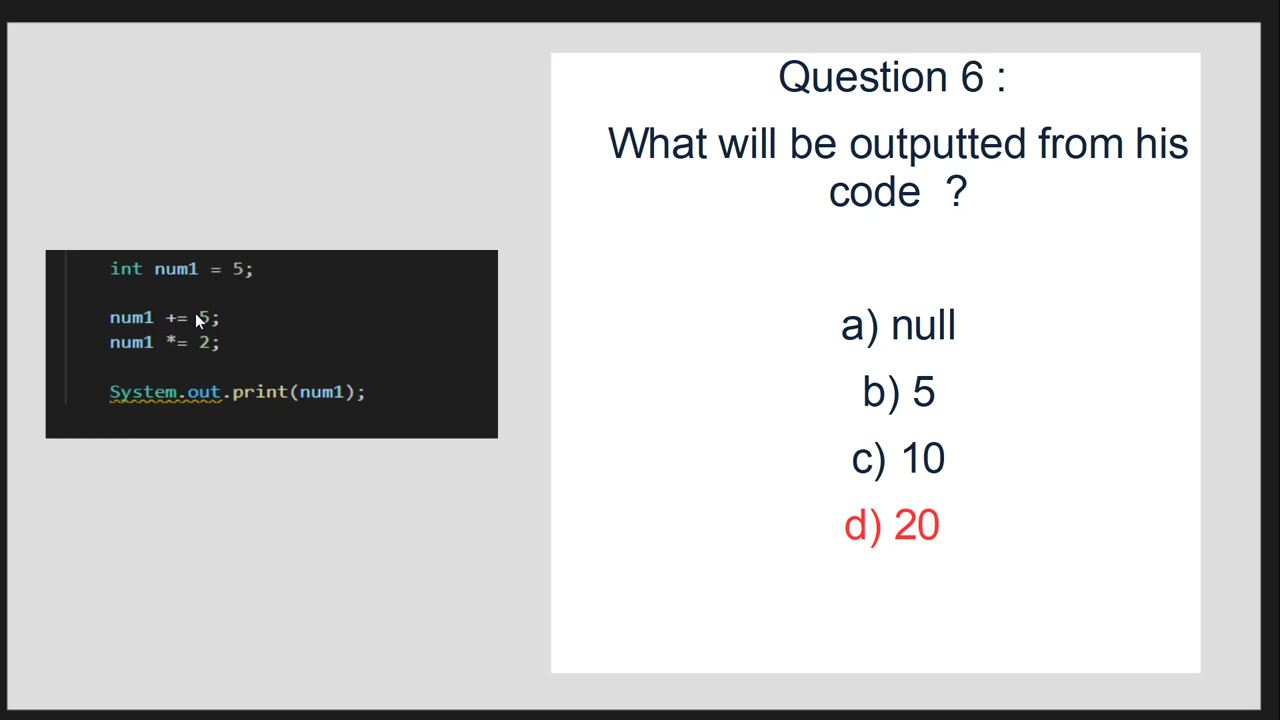 Question 6 :
What will be outputted from his
code ?
int num1 = 5;
num1 += 5;
num1 *= 2;
System.out.print(num1);
a) null
b) 5
c) 10
d) 20